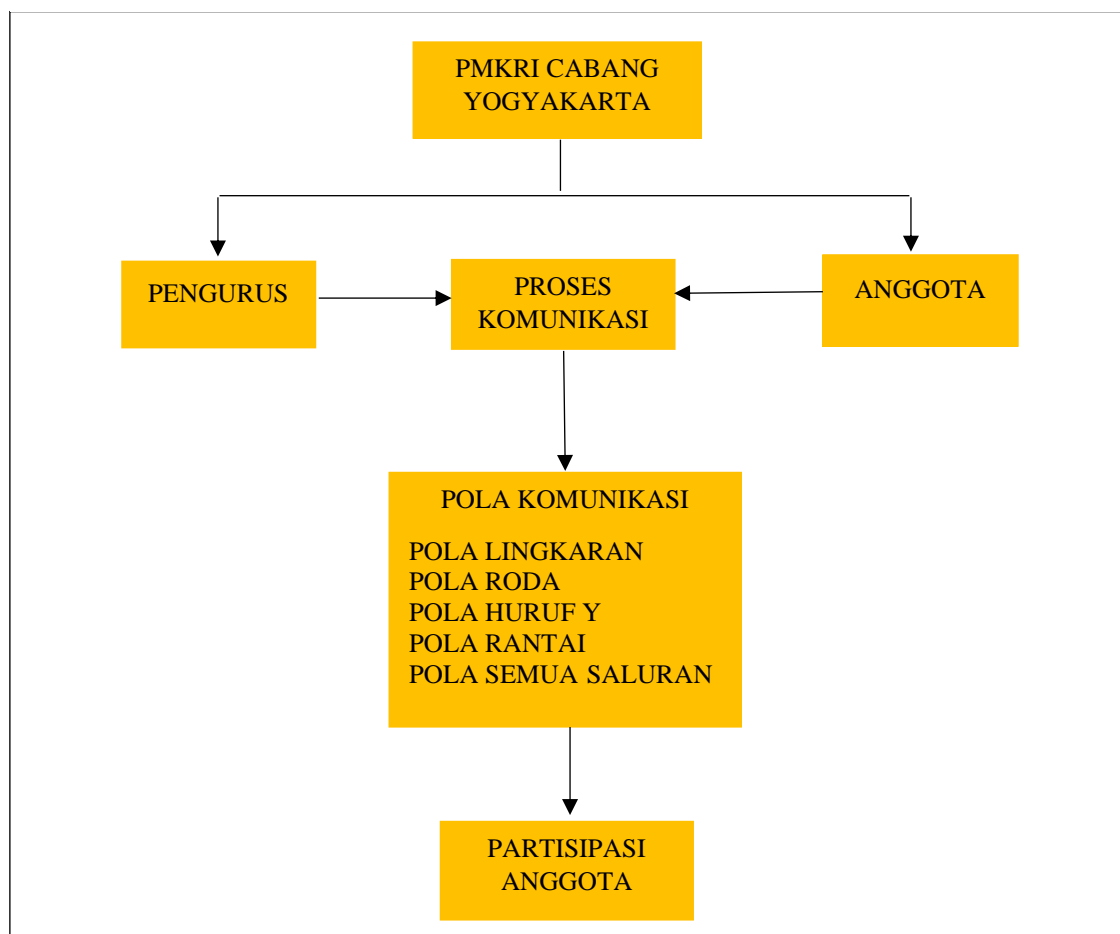 PMKRI CABANG
YOGYAKARTA
PENGURUS
PROSES
KOMUNIKASI
ANGGOTA
POLA KOMUNIKASI
POLA LINGKARAN
POLA RODA
POLA HURUF Y
POLA RANTAI
POLA SEMUA SALURAN
PARTISIPASI
ANGGOTA